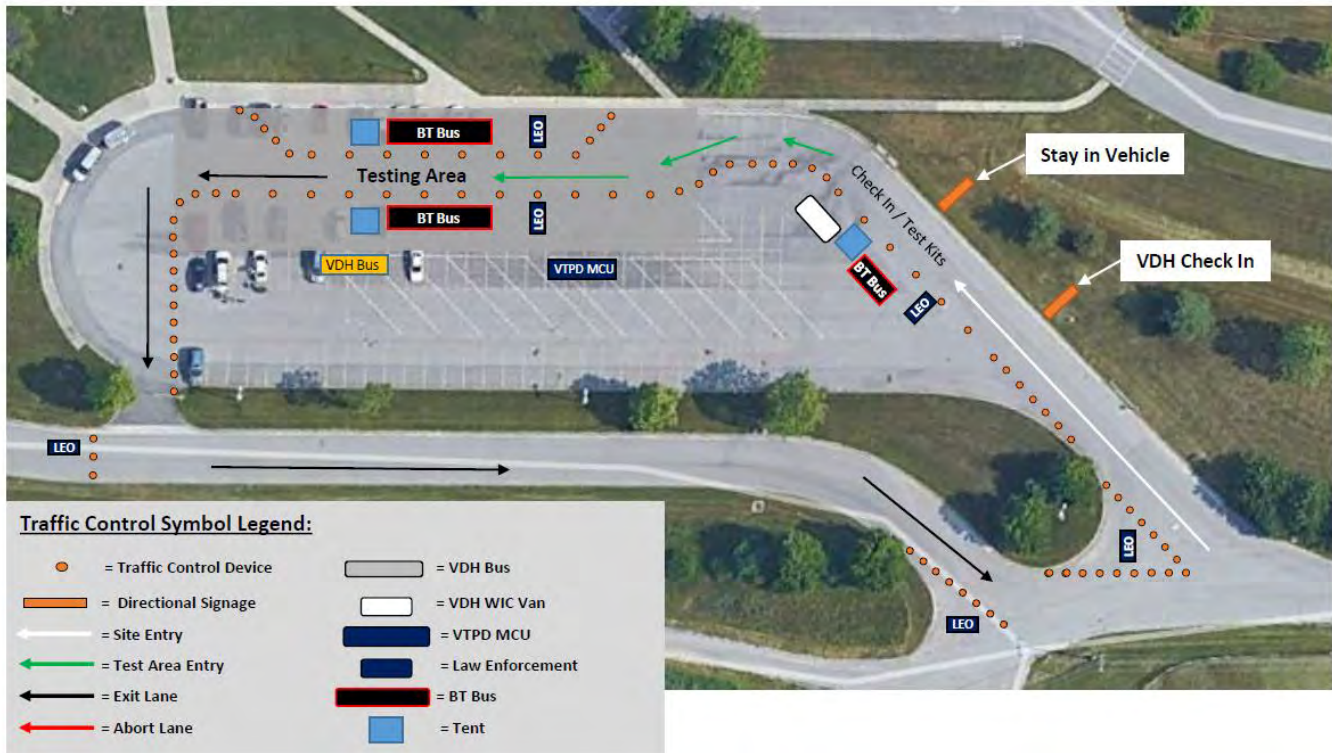 BT Bus
LEO
Stay in Vehicle
Testing Area
Check In / Test Kits
BT Bus
LEO
VDH Bus
VTPD MCU
BT Bus
LEO
VDH Check In
LEO
LEO
LEO
Traffic Control Symbol Legend:
= Traffic Control Device
= VDH Bus
= Directional Signage
= VDH WIC Van
= Site Entry
= VTPD MCU
= Test Area Entry
= Law Enforcement
= Exit Lane
= BT Bus
= Abort Lane
= Tent